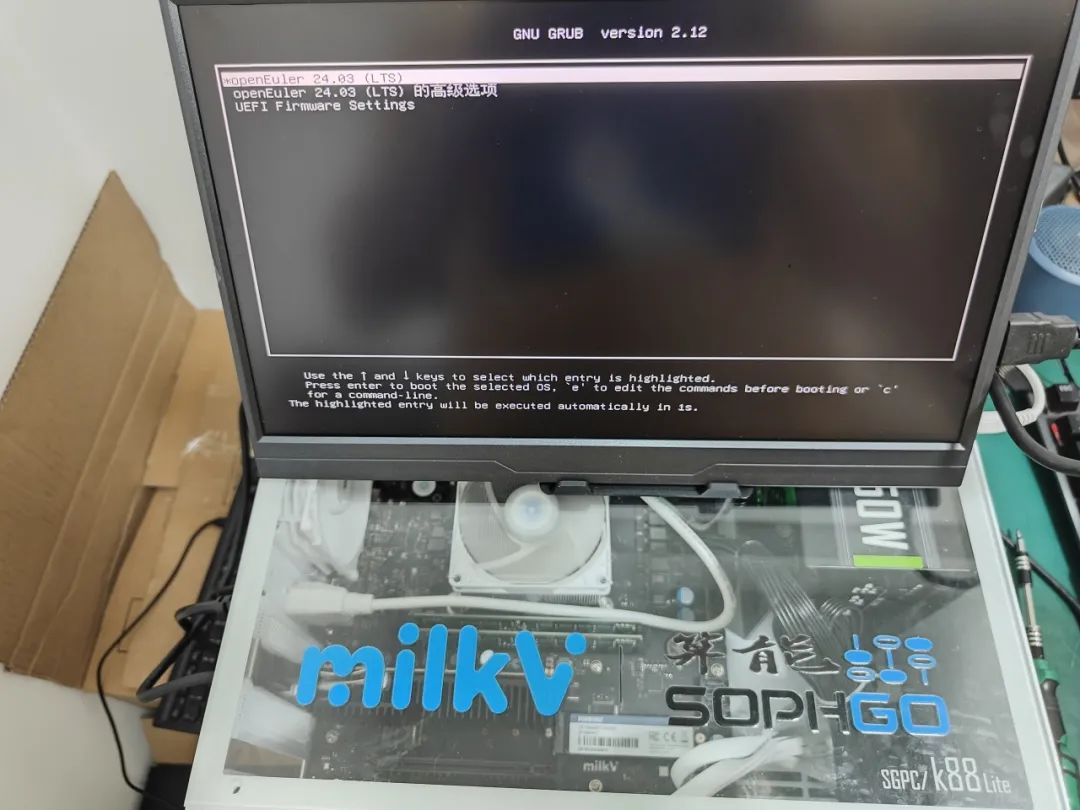 GNU GRUB version 2.12
*openEuler 24.03 (LTS)
openEuler 24.03 (LTS) 的高级选项
UEFI Firmware Settings
Use the ↑ and ↓ keys to select which entry is highlighted.
Press enter to boot the selected OS, `e' to edit the commands before booting or `c'
for a command-line.
The highlighted entry will be executed automatically in 1s.
50W
milkV
算能
SOPHGO
milkV
SGPC/k88 Lite